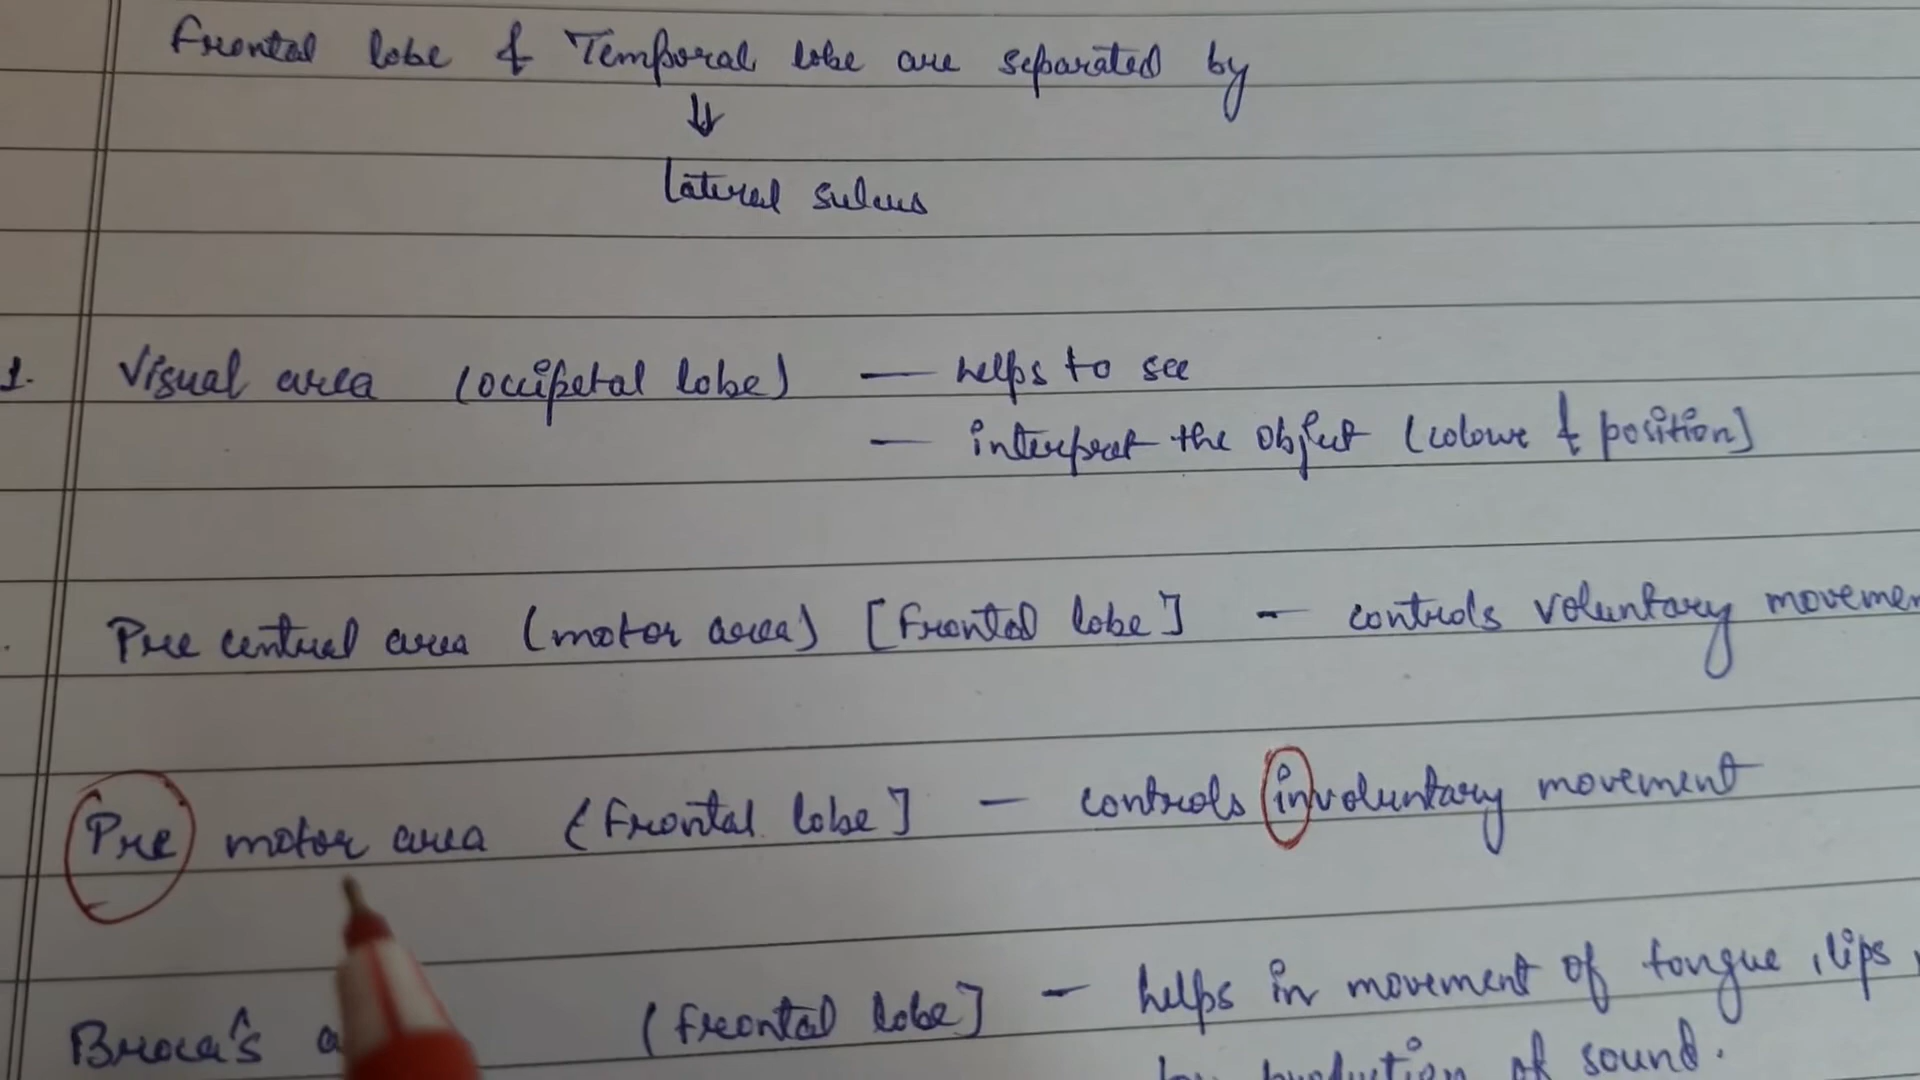 Frontal lobe & Temporal lobe are separated by
⇓
Lateral sulcus
1. Visual area (occipetal lobe) — helps to see
— interpret the object (colour & position)
Pre central area (motor area) [Frontal lobe] - controls voluntary movemen
Pre motor area (Frontal lobe] - controls involuntary movement
Broca's a (Frontal lobe] - helps in movement of tongue, lips,
production of sound.